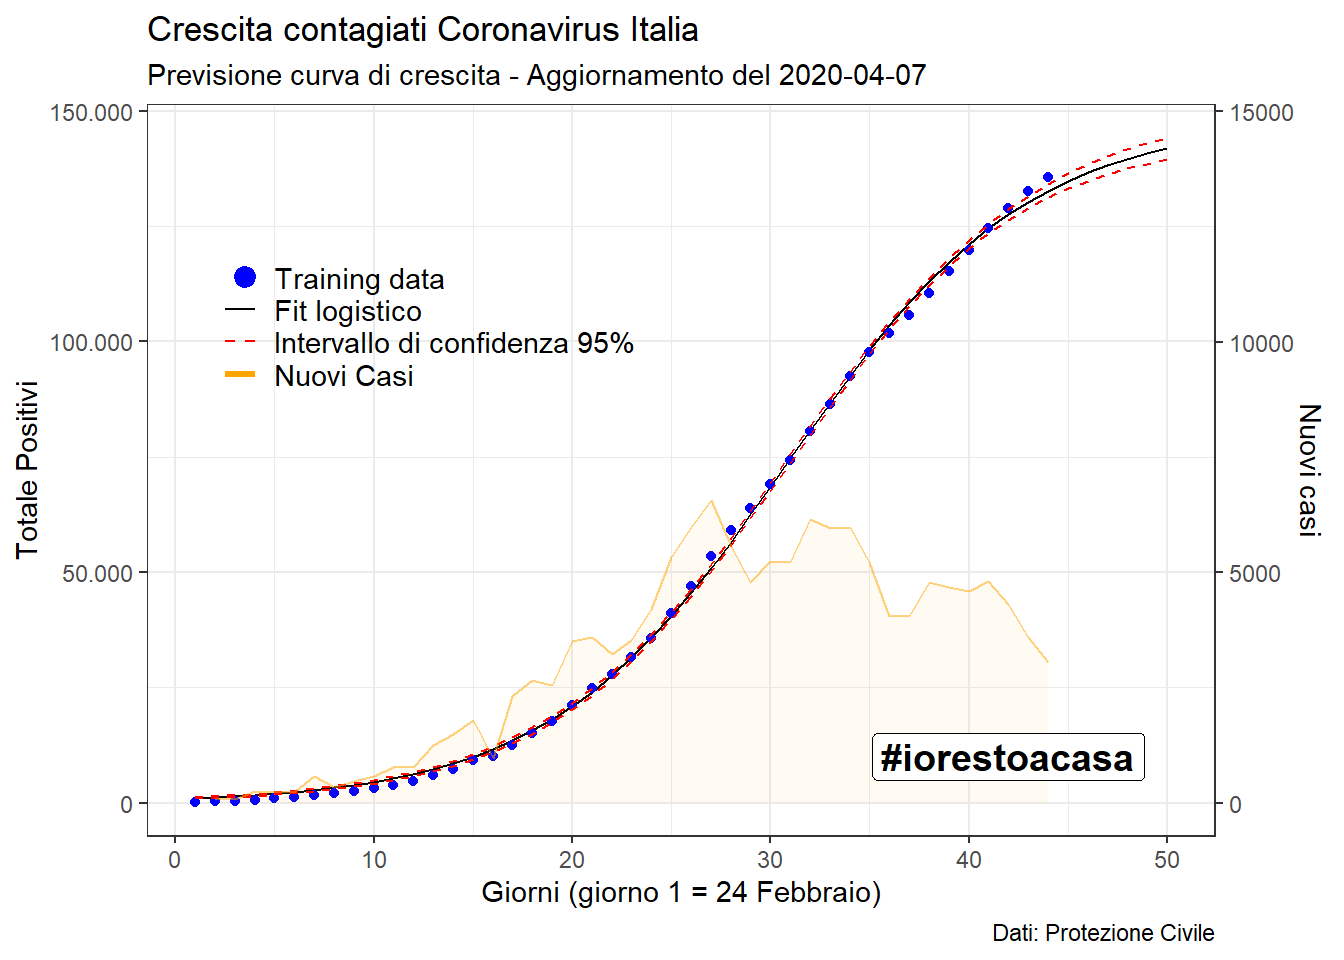 Crescita contagiati Coronavirus Italia
Previsione curva di crescita - Aggiornamento del 2020-04-07
150.000
100.000
50.000
0
Totale Positivi
Training data
Fit logistico
Intervallo di confidenza 95%
Nuovi Casi
#iorestoacasa
15000
10000
5000
0
Nuovi casi
0
10
20
30
40
50
Giorni (giorno 1 = 24 Febbraio)
Dati: Protezione Civile